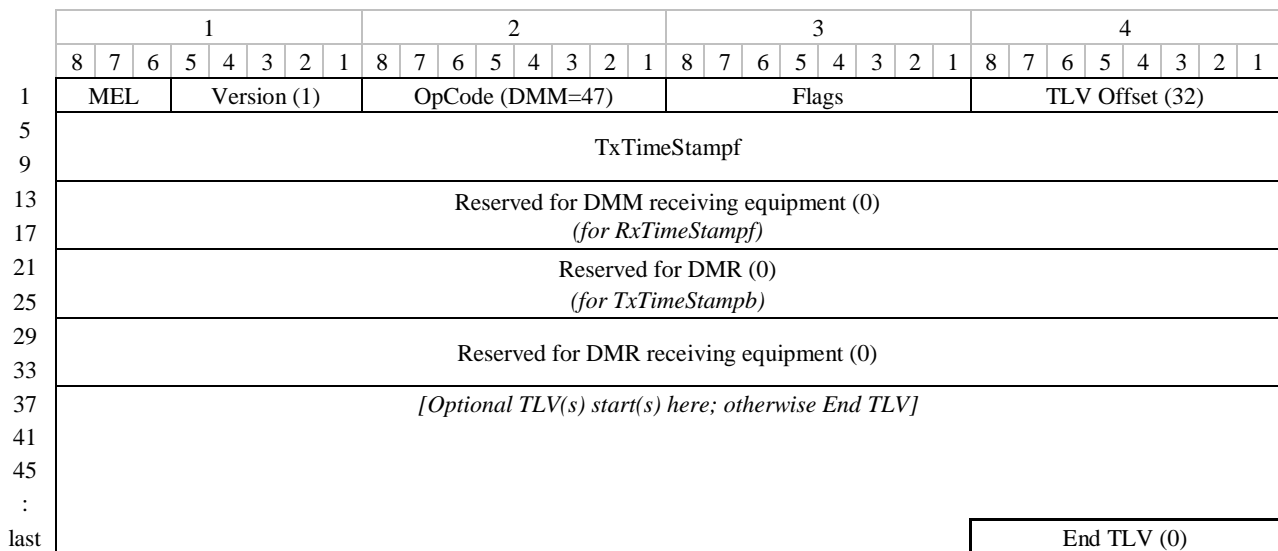 1 2 3 4
8 7 6 5 4 3 2 1 8 7 6 5 4 3 2 1 8 7 6 5 4 3 2 1 8 7 6 5 4 3 2 1
1 MEL Version (1) OpCode (DMM=47) Flags TLV Offset (32)
5
TxTimeStampf
9
13 Reserved for DMM receiving equipment (0)
17 (for RxTimeStampf)
21 Reserved for DMR (0)
25 (for TxTimeStampb)
29
Reserved for DMR receiving equipment (0)
33
37 [Optional TLV(s) start(s) here; otherwise End TLV]
41
45
:
last End TLV (0)